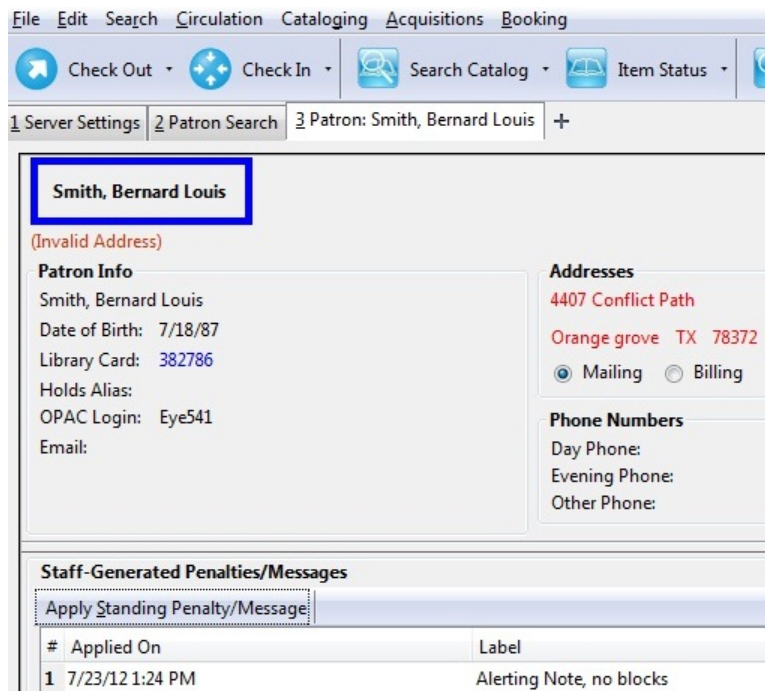 File Edit Search Circulation Cataloging Acquisitions Booking
Check Out Check In Search Catalog Item Status
1 Server Settings 2 Patron Search 3 Patron: Smith, Bernard Louis +
Smith, Bernard Louis
(Invalid Address)
Patron Info
Smith, Bernard Louis
Date of Birth: 7/18/87
Library Card: 382786
Holds Alias:
OPAC Login: Eye541
Email:
Addresses
4407 Conflict Path
Orange grove TX 78372
Mailing Billing
Phone Numbers
Day Phone:
Evening Phone:
Other Phone:
Staff-Generated Penalties/Messages
Apply Standing Penalty/Message
# Applied On Label
1 7/23/12 1:24 PM Alerting Note, no blocks